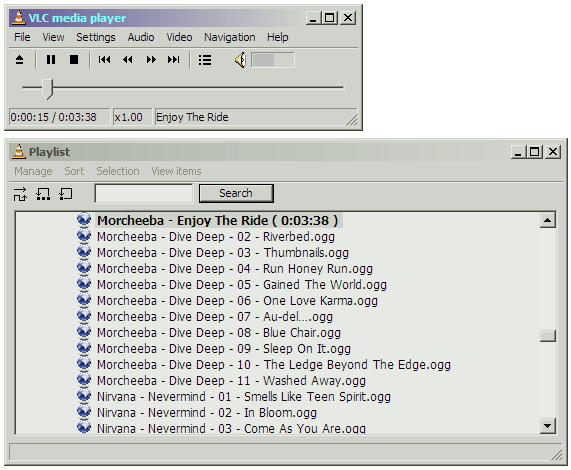 VLC media player
File View Settings Audio Video Navigation Help
0:00:15 / 0:03:38 x1.00 Enjoy The Ride
Playlist
Manage Sort Selection View items
Search
Morcheeba - Enjoy The Ride ( 0:03:38 )
Morcheeba - Dive Deep - 02 - Riverbed.ogg
Morcheeba - Dive Deep - 03 - Thumbnails.ogg
Morcheeba - Dive Deep - 04 - Run Honey Run.ogg
Morcheeba - Dive Deep - 05 - Gained The World.ogg
Morcheeba - Dive Deep - 06 - One Love Karma.ogg
Morcheeba - Dive Deep - 07 - Au-del....ogg
Morcheeba - Dive Deep - 08 - Blue Chair.ogg
Morcheeba - Dive Deep - 09 - Sleep On It.ogg
Morcheeba - Dive Deep - 10 - The Ledge Beyond The Edge.ogg
Morcheeba - Dive Deep - 11 - Washed Away.ogg
Nirvana - Nevermind - 01 - Smells Like Teen Spirit.ogg
Nirvana - Nevermind - 02 - In Bloom.ogg
Nirvana - Nevermind - 03 - Come As You Are.ogg